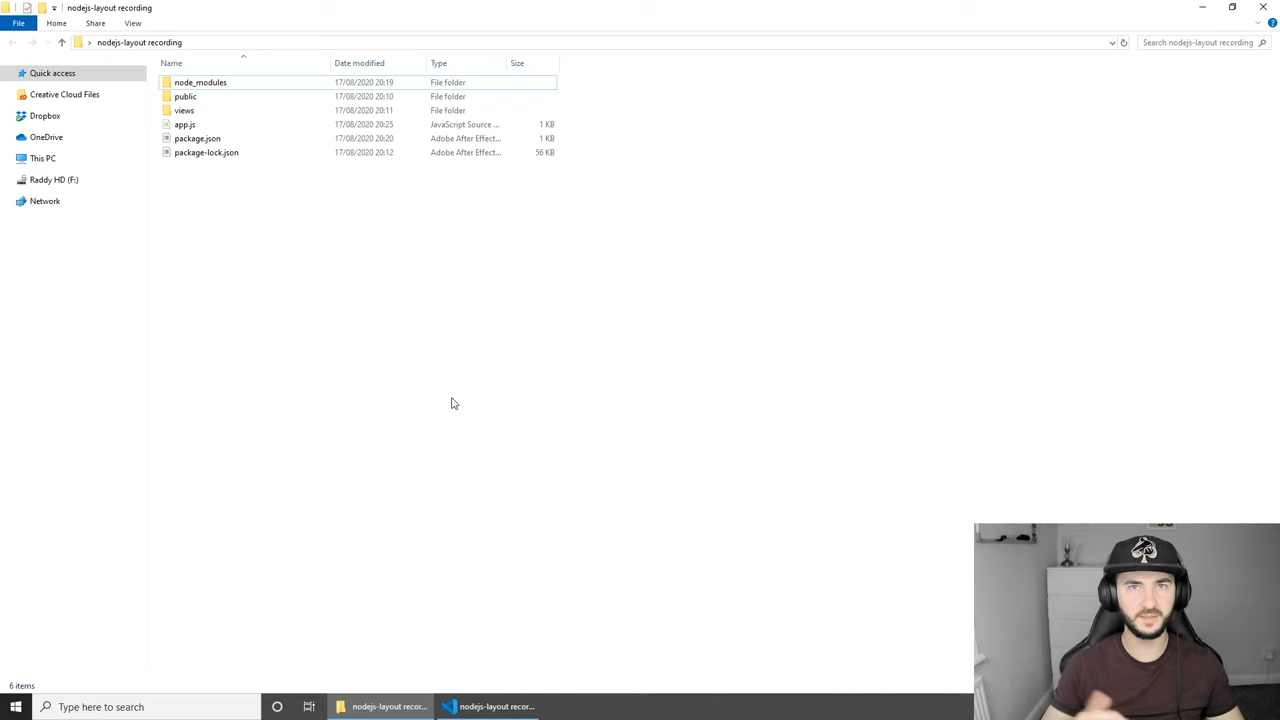 nodejs-layout recording
File
Home
Share
View
nodejs-layout recording
Search nodejs-layout recording
Name
Date modified
Type
Size
Quick access
Creative Cloud Files
Dropbox
OneDrive
This PC
Raddy HD (F:)
Network
node_modules 17/08/2020 20:19 File folder
public 17/08/2020 20:10 File folder
views 17/08/2020 20:11 File folder
app.js 17/08/2020 20:25 JavaScript Source ... 1 KB
package.json 17/08/2020 20:20 Adobe After Effect... 1 KB
package-lock.json 17/08/2020 20:12 Adobe After Effect... 56 KB
6 items
Type here to search
nodejs-layout recor...
nodejs-layout recor...